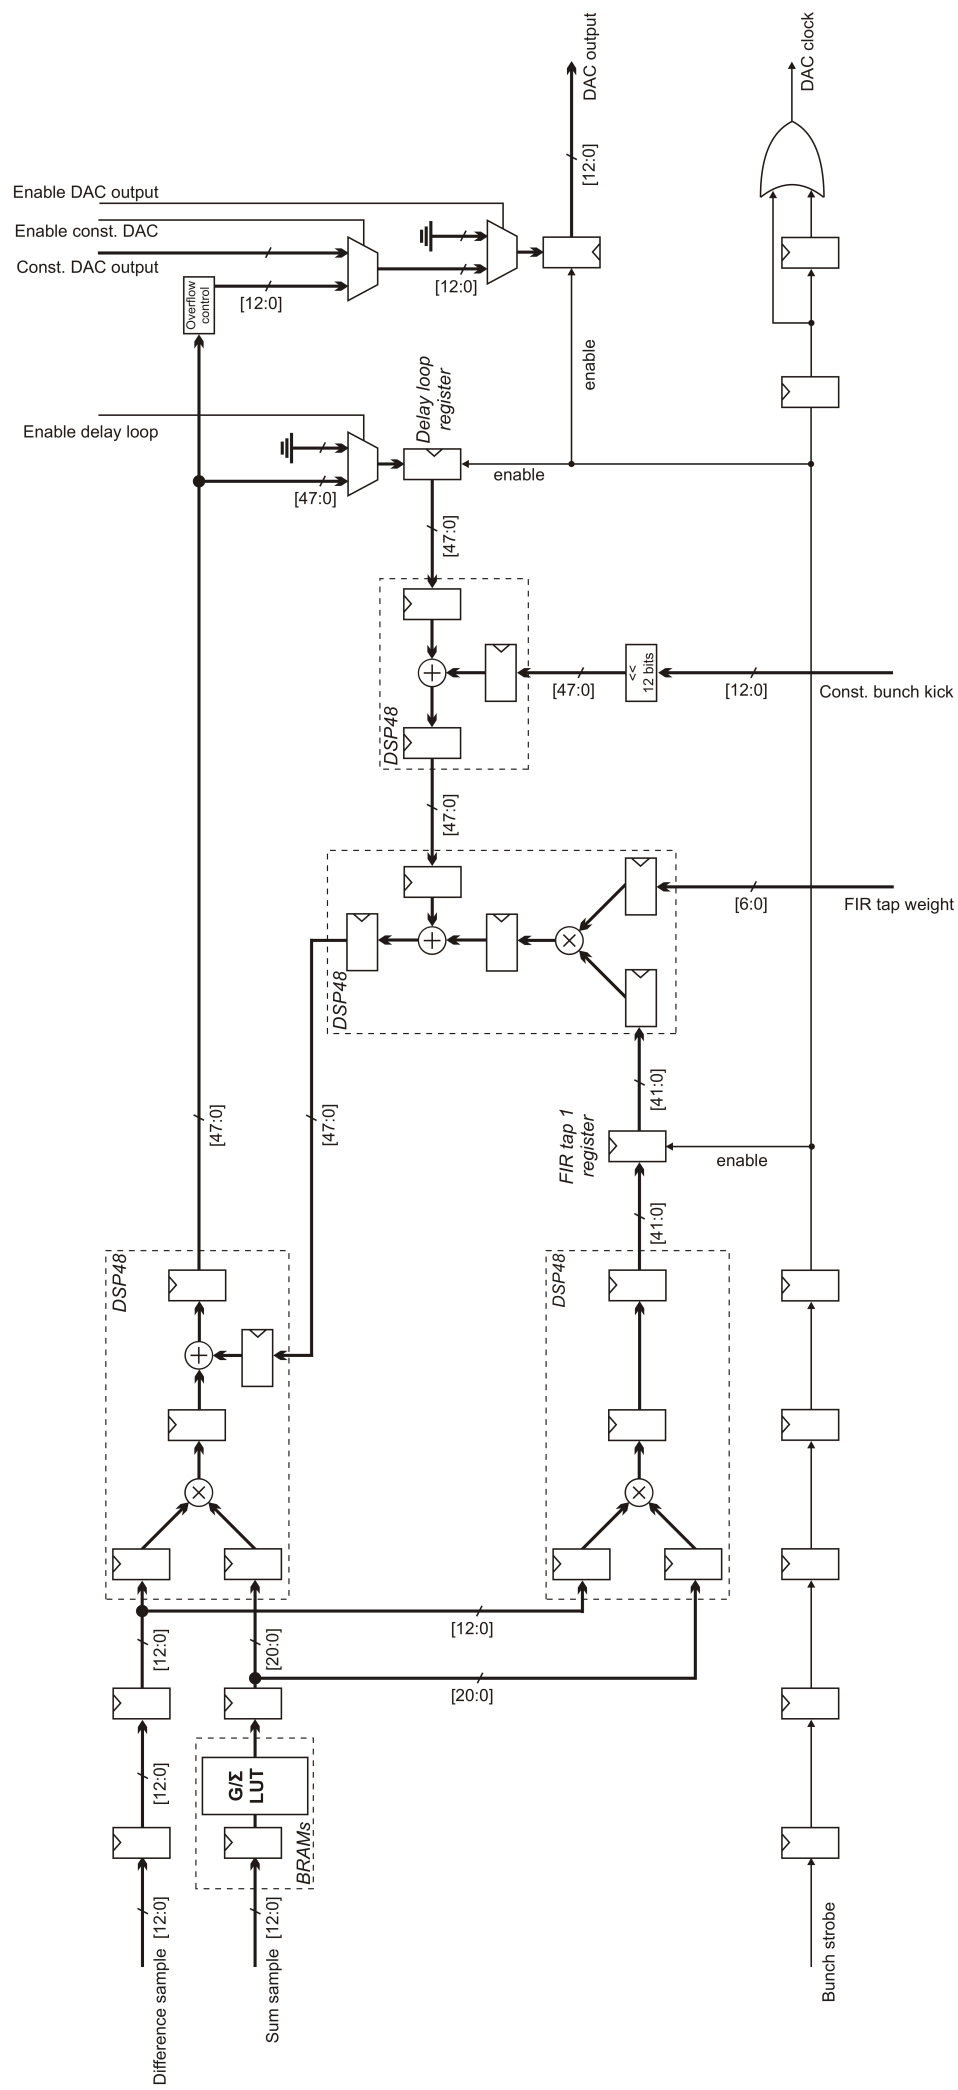 DAC output
DAC clock
[12:0]
Enable DAC output
Enable const. DAC
Const. DAC output
Overflow
control
[12:0]
[12:0]
enable
Delay loop
register
Enable delay loop
enable
[47:0]
[47:0]
<<
12 bits
[47:0]
[12:0]
Const. bunch kick
DSP48
[47:0]
[6:0]
FIR tap weight
DSP48
[41:0]
[47:0]
[47:0]
FIR tap 1
register
enable
[41:0]
DSP48
DSP48
[12:0]
[12:0]
[20:0]
[20:0]
G/Σ
LUT
[12:0]
BRAMs
Difference sample [12:0]
Sum sample [12:0]
Bunch strobe